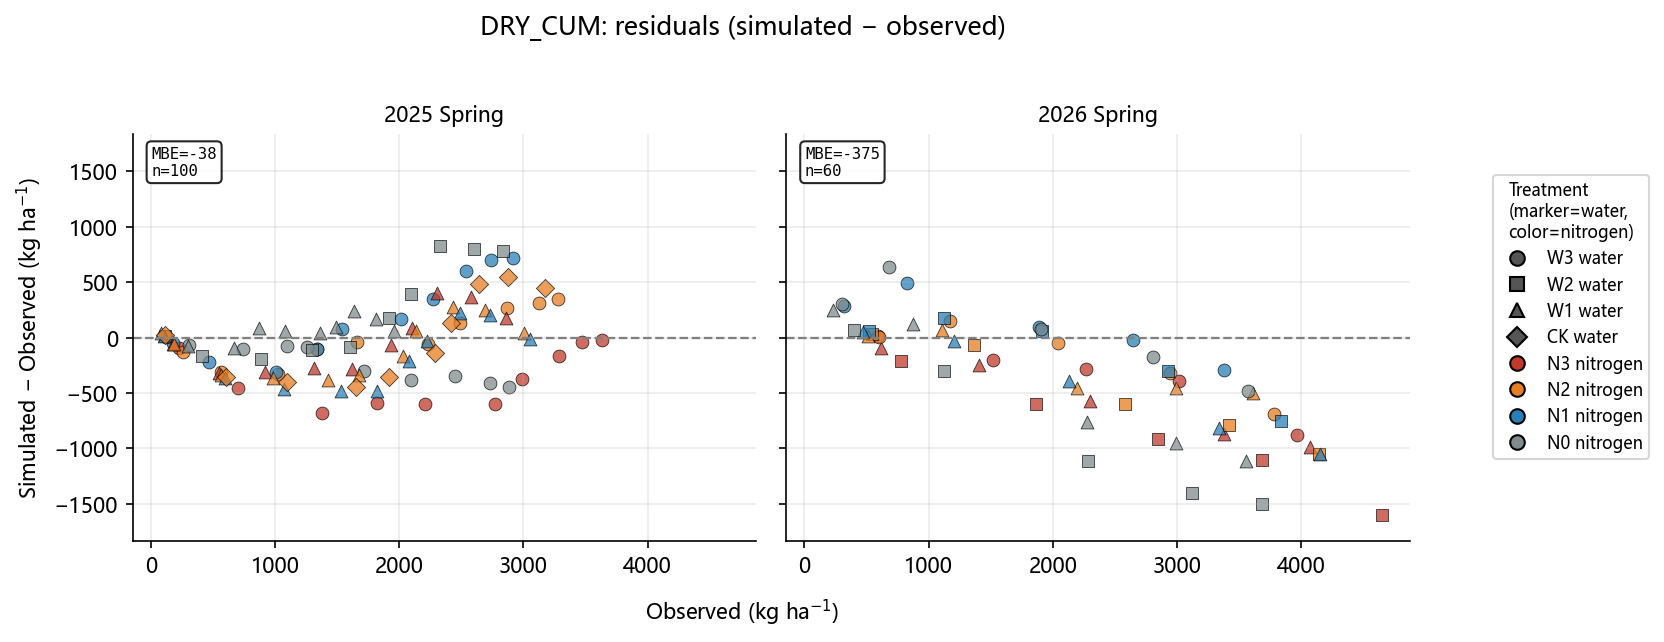 DRY_CUM: residuals (simulated − observed)
2025 Spring
2026 Spring
MBE=-38
n=100
MBE=-375
n=60
Simulated − Observed (kg ha⁻¹)
1500
1000
500
0
−500
−1000
−1500
0 1000 2000 3000 4000
0 1000 2000 3000 4000
Observed (kg ha⁻¹)
Treatment
(marker=water,
color=nitrogen)
W3 water
W2 water
W1 water
CK water
N3 nitrogen
N2 nitrogen
N1 nitrogen
N0 nitrogen